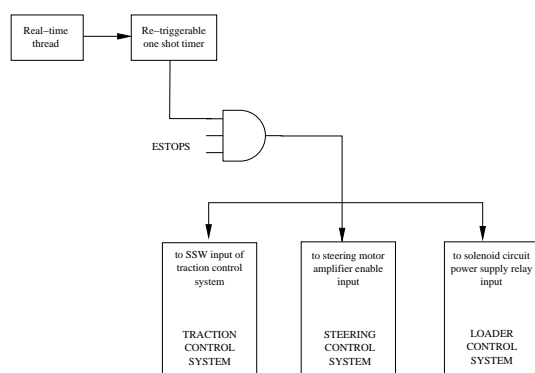 Real-time
thread
Re-triggerable
one shot timer
ESTOPS
to SSW input of
traction control
system
TRACTION
CONTROL
SYSTEM
to steering motor
amplifier enable
input
STEERING
CONTROL
SYSTEM
to solenoid circuit
power supply relay
input
LOADER
CONTROL
SYSTEM